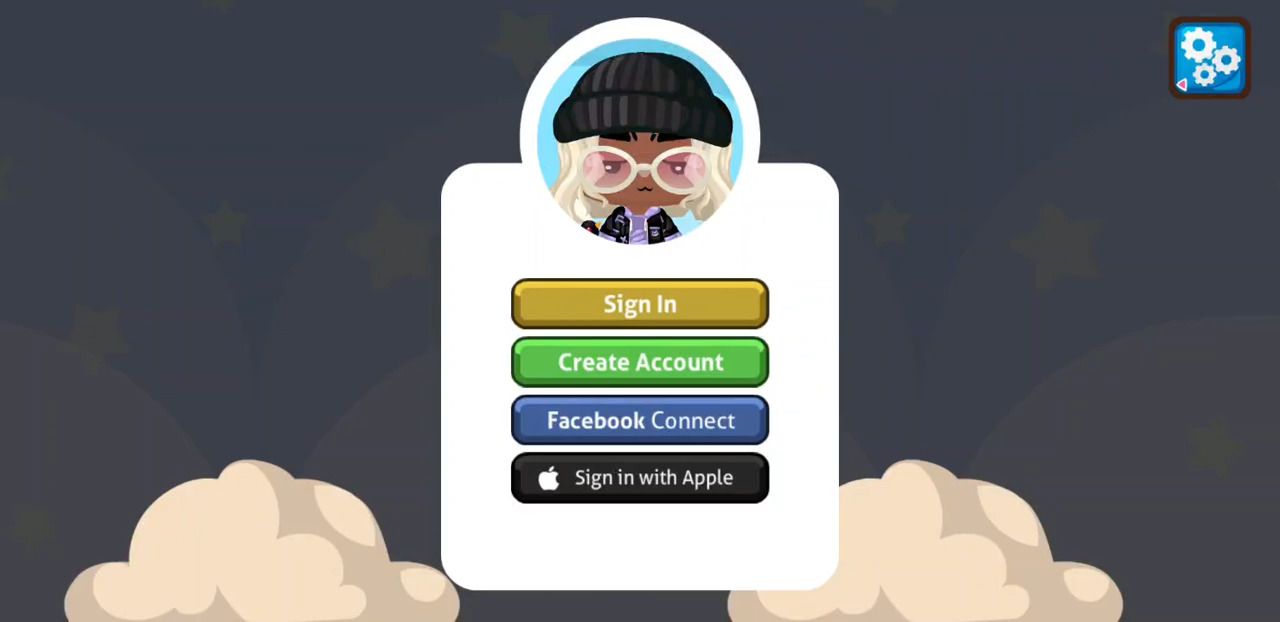 Sign In
Create Account
Facebook Connect
Sign in with Apple